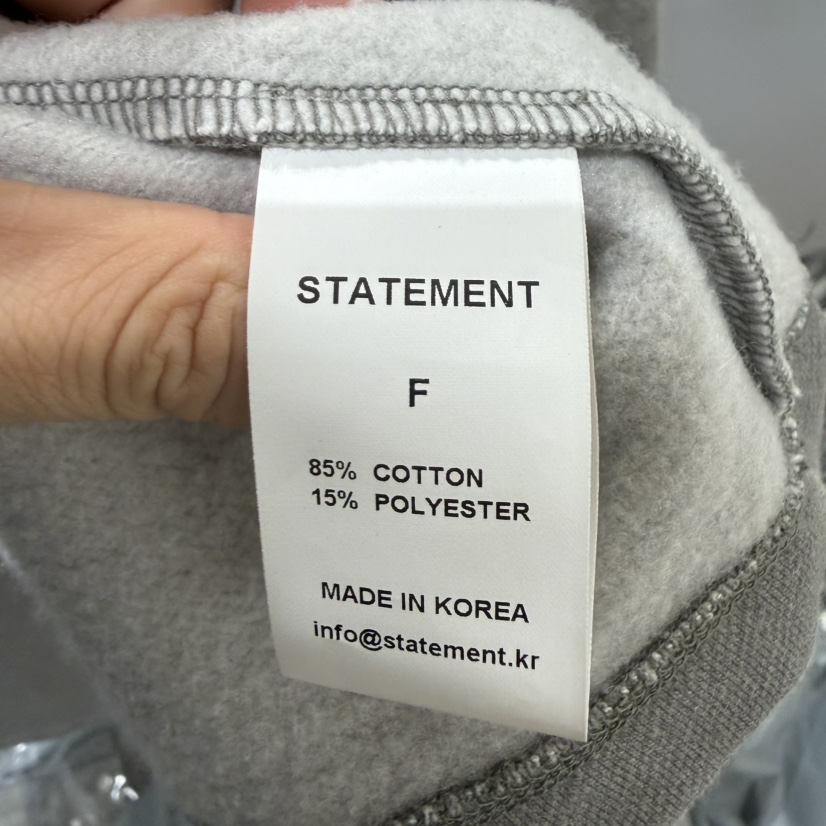 STATEMENT
F
85% COTTON
15% POLYESTER
MADE IN KOREA
info@statement.kr